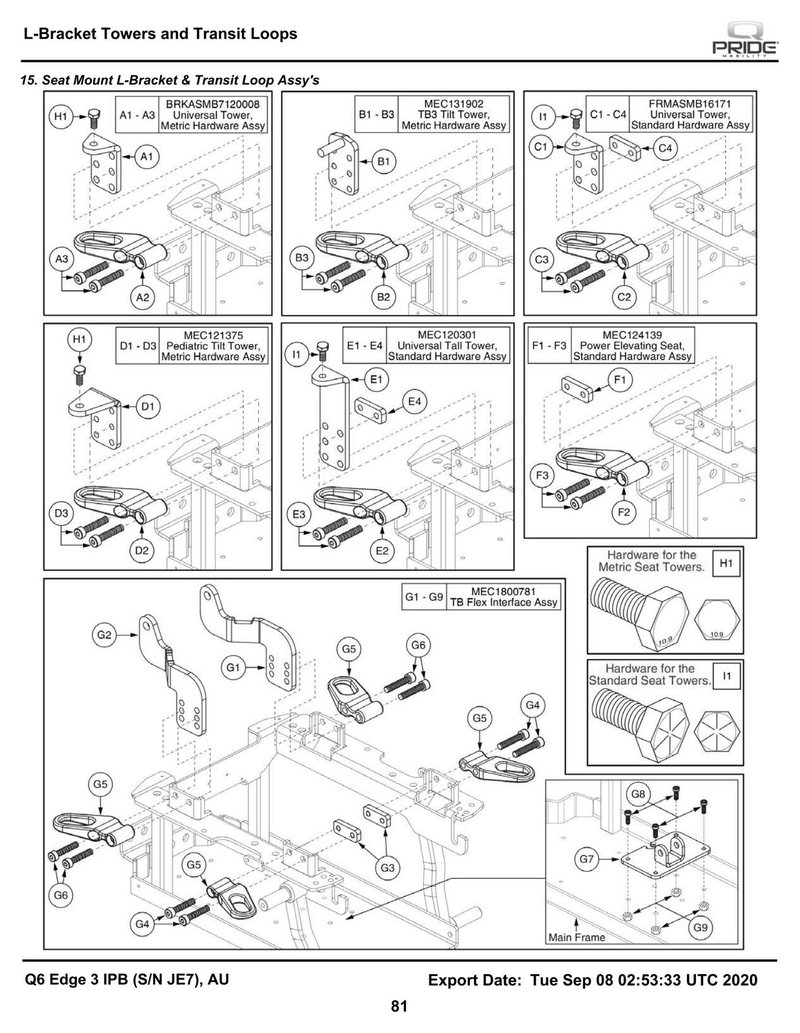 L-Bracket Towers and Transit Loops
Q
PRIDE
MOBILITY
15. Seat Mount L-Bracket & Transit Loop Assy's
H1
A1 - A3
BRKASMB7120008
Universal Tower,
Metric Hardware Assy
A1
A3
A2
B1 - B3
MEC131902
TB3 Tilt Tower,
Metric Hardware Assy
B1
B3
B2
I1
C1 - C4
FRMASMB16171
Universal Tower,
Standard Hardware Assy
C1
C4
C3
C2
H1
D1 - D3
MEC121375
Pediatric Tilt Tower,
Metric Hardware Assy
D1
D3
D2
I1
E1 - E4
MEC120301
Universal Tall Tower,
Standard Hardware Assy
E1
E4
E3
E2
F1 - F3
MEC124139
Power Elevating Seat,
Standard Hardware Assy
F1
F3
F2
Hardware for the
Metric Seat Towers.
H1
10.9
10.9
Hardware for the
Standard Seat Towers.
I1
G1 - G9
MEC1800781
TB Flex Interface Assy
G2
G1
G5
G6
G5
G4
G5
G6
G5
G4
G3
G8
G7
G9
Main Frame
Q6 Edge 3 IPB (S/N JE7), AU
Export Date: Tue Sep 08 02:53:33 UTC 2020
81